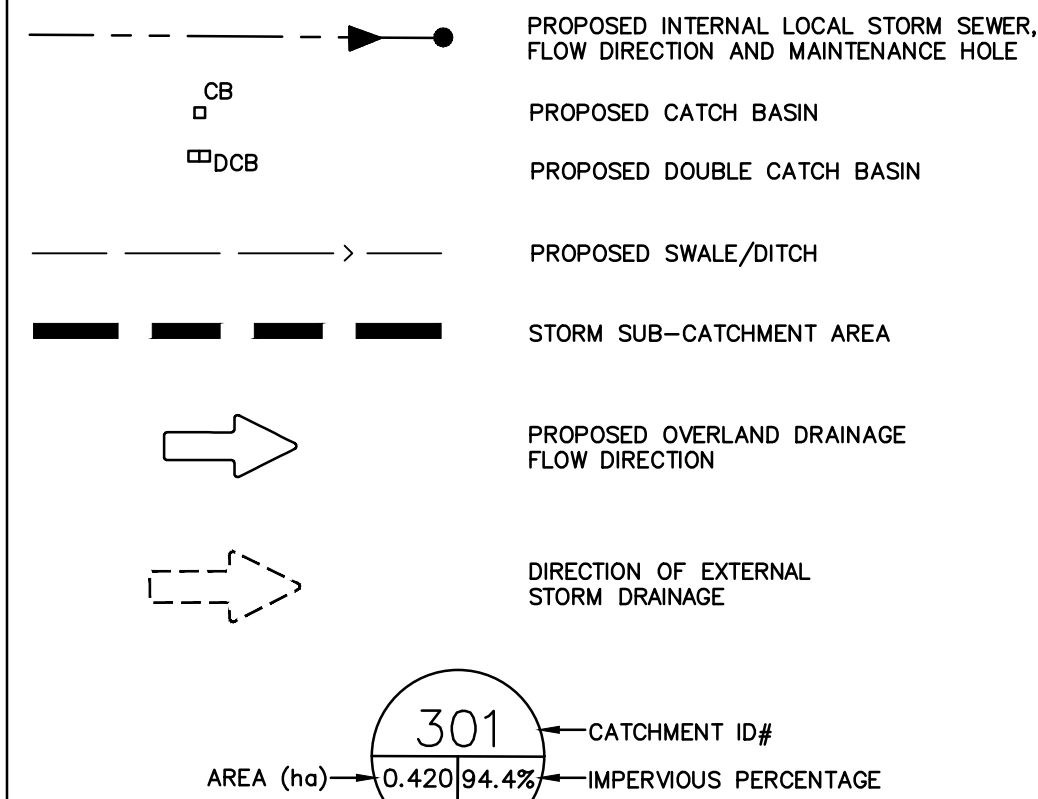 PROPOSED INTERNAL LOCAL STORM SEWER,
FLOW DIRECTION AND MAINTENANCE HOLE
CB
PROPOSED CATCH BASIN
DCB
PROPOSED DOUBLE CATCH BASIN
PROPOSED SWALE/DITCH
STORM SUB-CATCHMENT AREA
PROPOSED OVERLAND DRAINAGE
FLOW DIRECTION
DIRECTION OF EXTERNAL
STORM DRAINAGE
301
CATCHMENT ID#
AREA (ha) 0.420 94.4% IMPERVIOUS PERCENTAGE